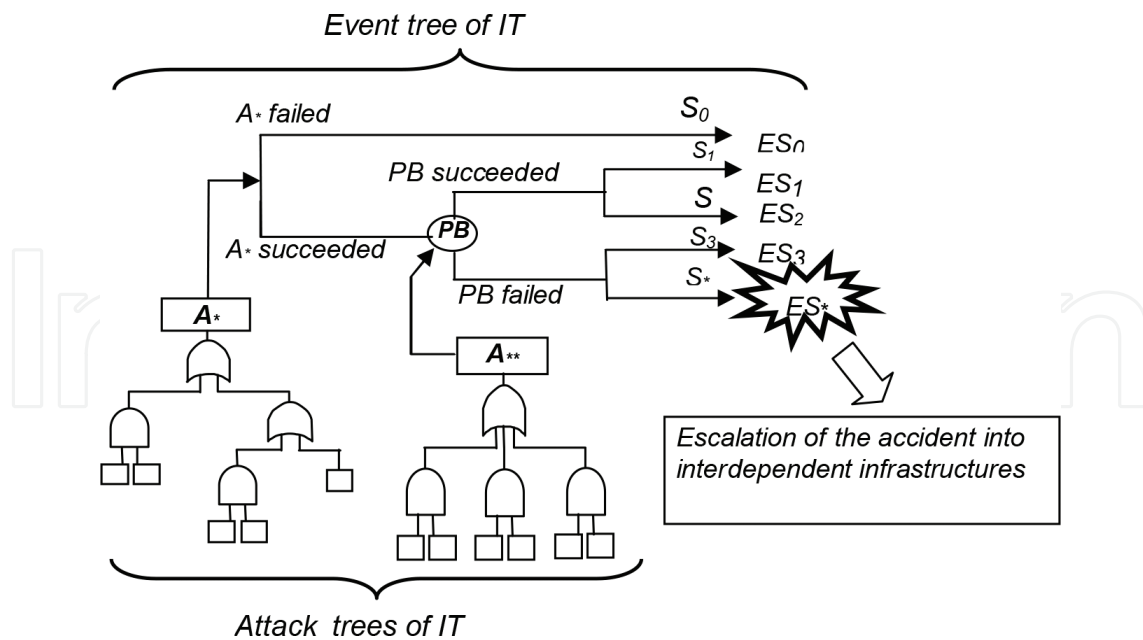 Event tree of IT
A* failed
S0
ES0
S1
PB succeeded
ES1
S
ES2
PB
A* succeeded
S3
ES3
PB failed
S*
ES*
A*
A**
Escalation of the accident into
interdependent infrastructures
Attack trees of IT